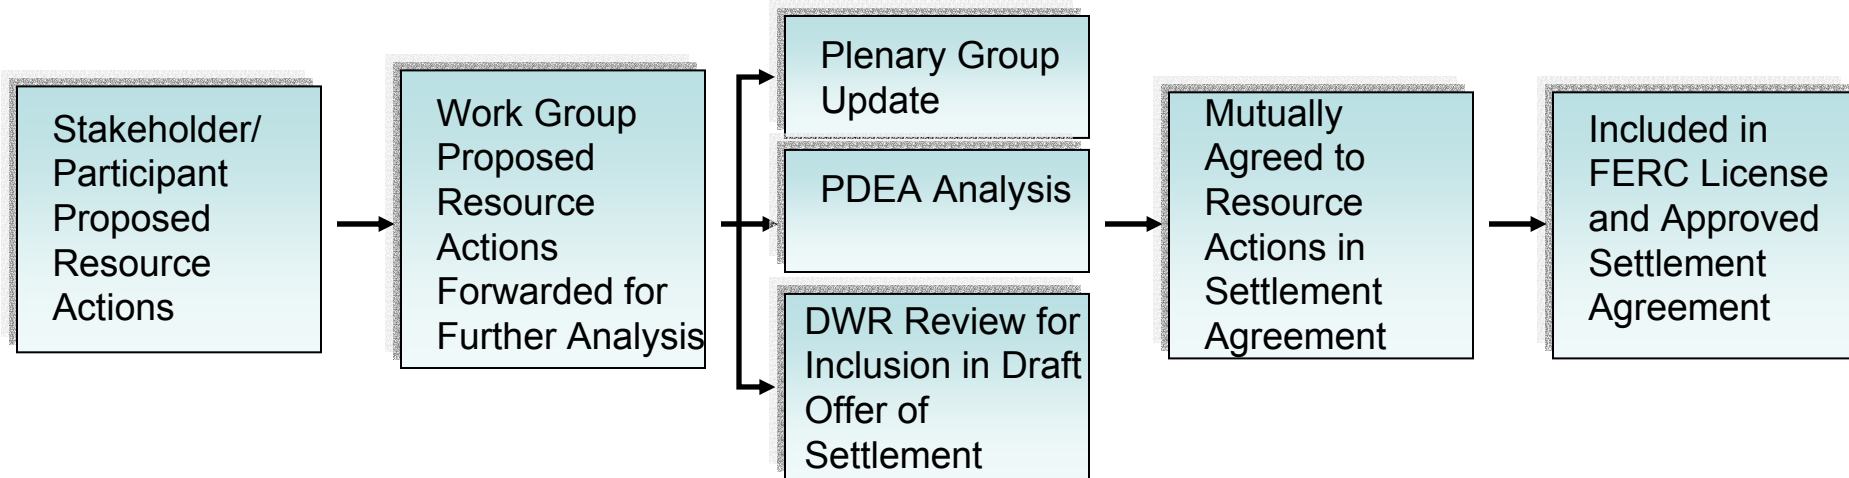 Stakeholder/
Participant
Proposed
Resource
Actions
Work Group
Proposed
Resource
Actions
Forwarded for
Further Analysis
Plenary Group
Update
PDEA Analysis
DWR Review for
Inclusion in Draft
Offer of
Settlement
Mutually
Agreed to
Resource
Actions in
Settlement
Agreement
Included in
FERC License
and Approved
Settlement
Agreement